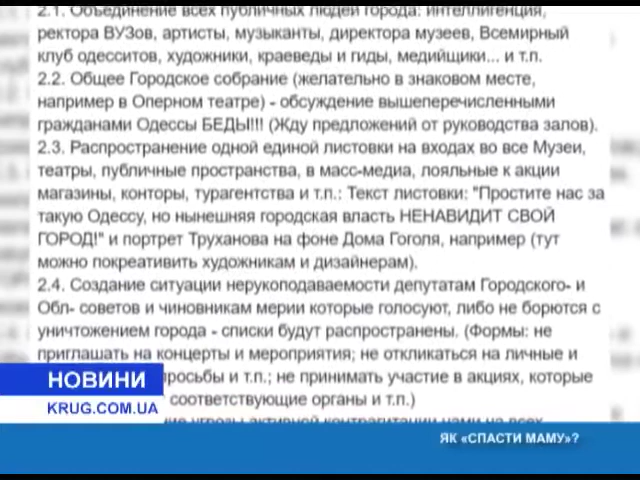 2.1. Объединение всех публичных людей города: интеллигенция,
ректора ВУЗов, артисты, музыканты, директора музеев, Всемирный
клуб одесситов, художники, краеведы и гиды, медийщики... и т.п.
2.2. Общее Городское собрание (желательно в знаковом месте,
например в Оперном театре) - обсуждение вышеперечисленными
гражданами Одессы БЕДЫ!!! (Жду предложений от руководства залов).
2.3. Распространение одной единой листовки на входах во все Музеи,
театры, публичные пространства, в масс-медиа, лояльные к акции
магазины, конторы, турагентства и т.п.: Текст листовки: "Простите нас за
такую Одессу, но нынешняя городская власть НЕНАВИДИТ СВОЙ
ГОРОД!" и портрет Труханова на фоне Дома Гоголя, например (тут
можно покреативить художникам и дизайнерам).
2.4. Создание ситуации нерукоподаваемости депутатам Городского- и
Обл- советов и чиновникам мерии которые голосуют, либо не борются с
уничтожением города - списки будут распространены. (Формы: не
приглашать на концерты и мероприятия; не откликаться на личные и
просьбы и т.п.; не принимать участие в акциях, которые
соответствующие органы и т.п.)
угрозы активной контрагитации нами на всех
НОВИНИ
KRUG.COM.UA
ЯК «СПАСТИ МАМУ»?